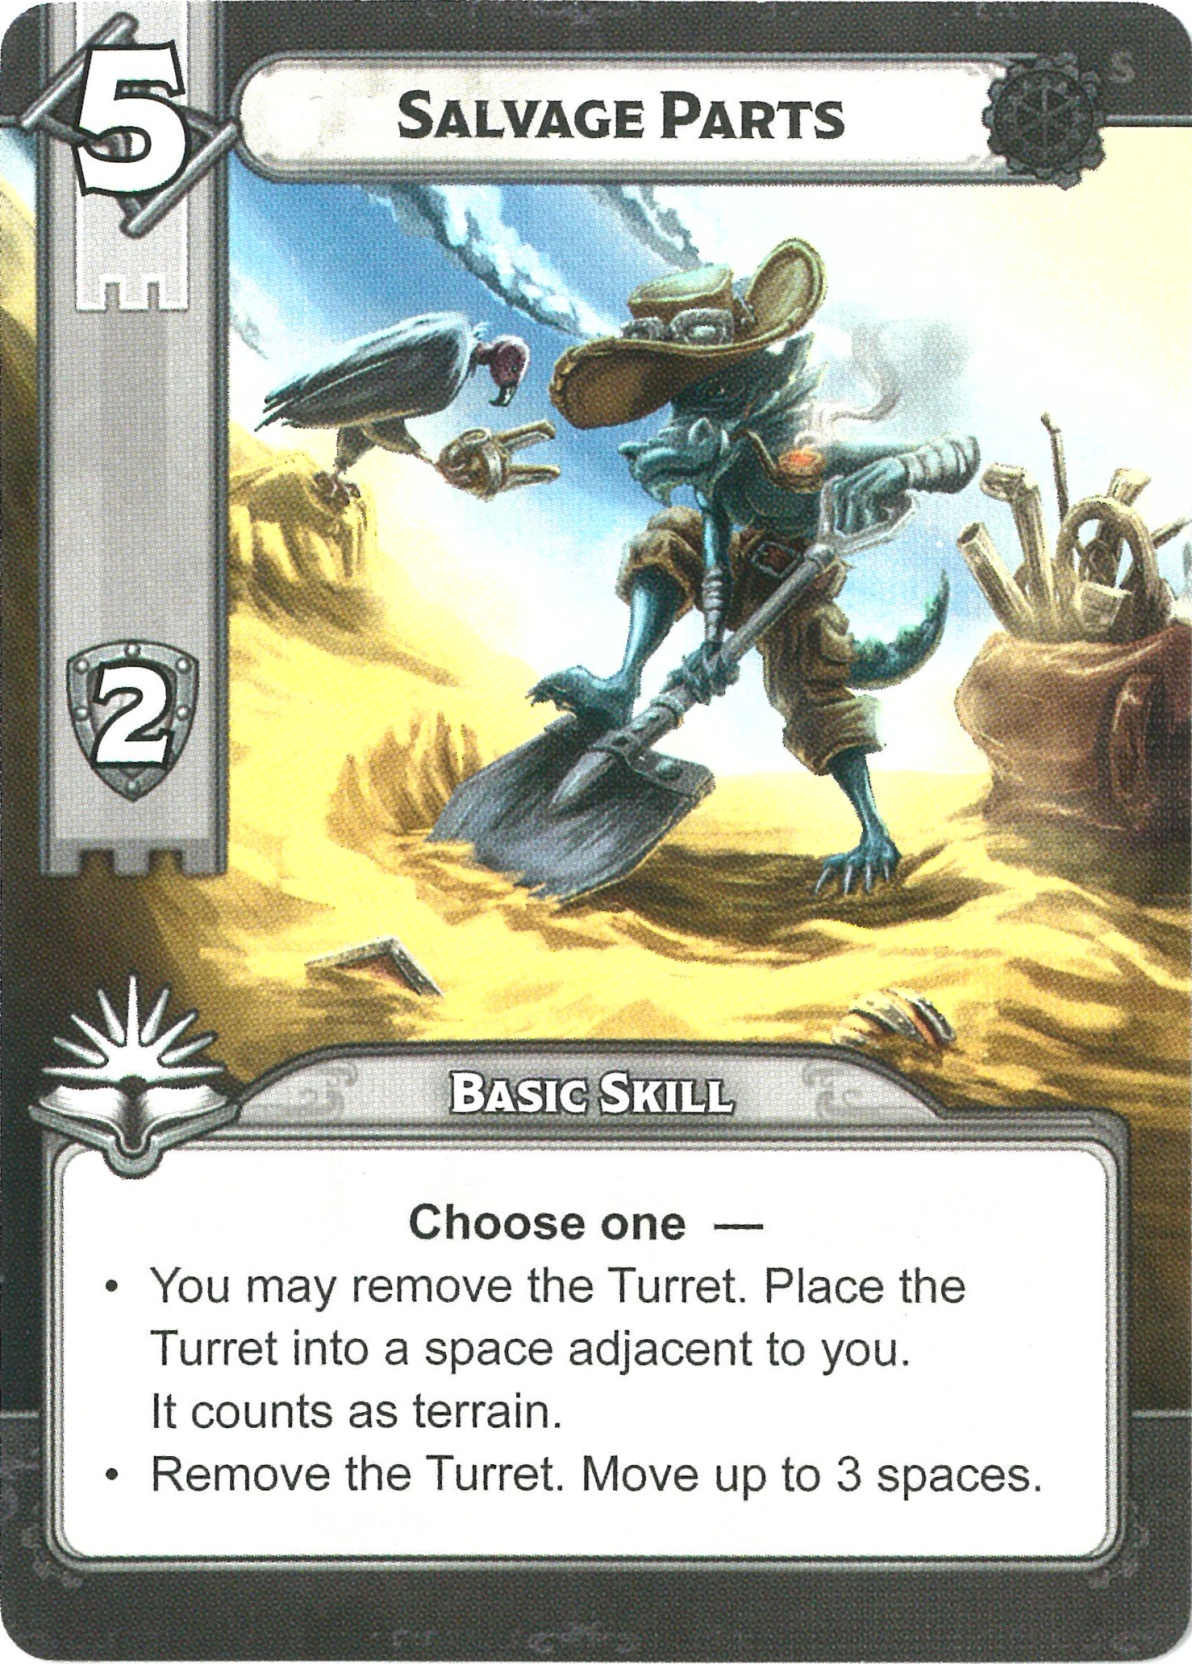 5
SALVAGE PARTS
S
2
BASIC SKILL
Choose one —
• You may remove the Turret. Place the
Turret into a space adjacent to you.
It counts as terrain.
• Remove the Turret. Move up to 3 spaces.